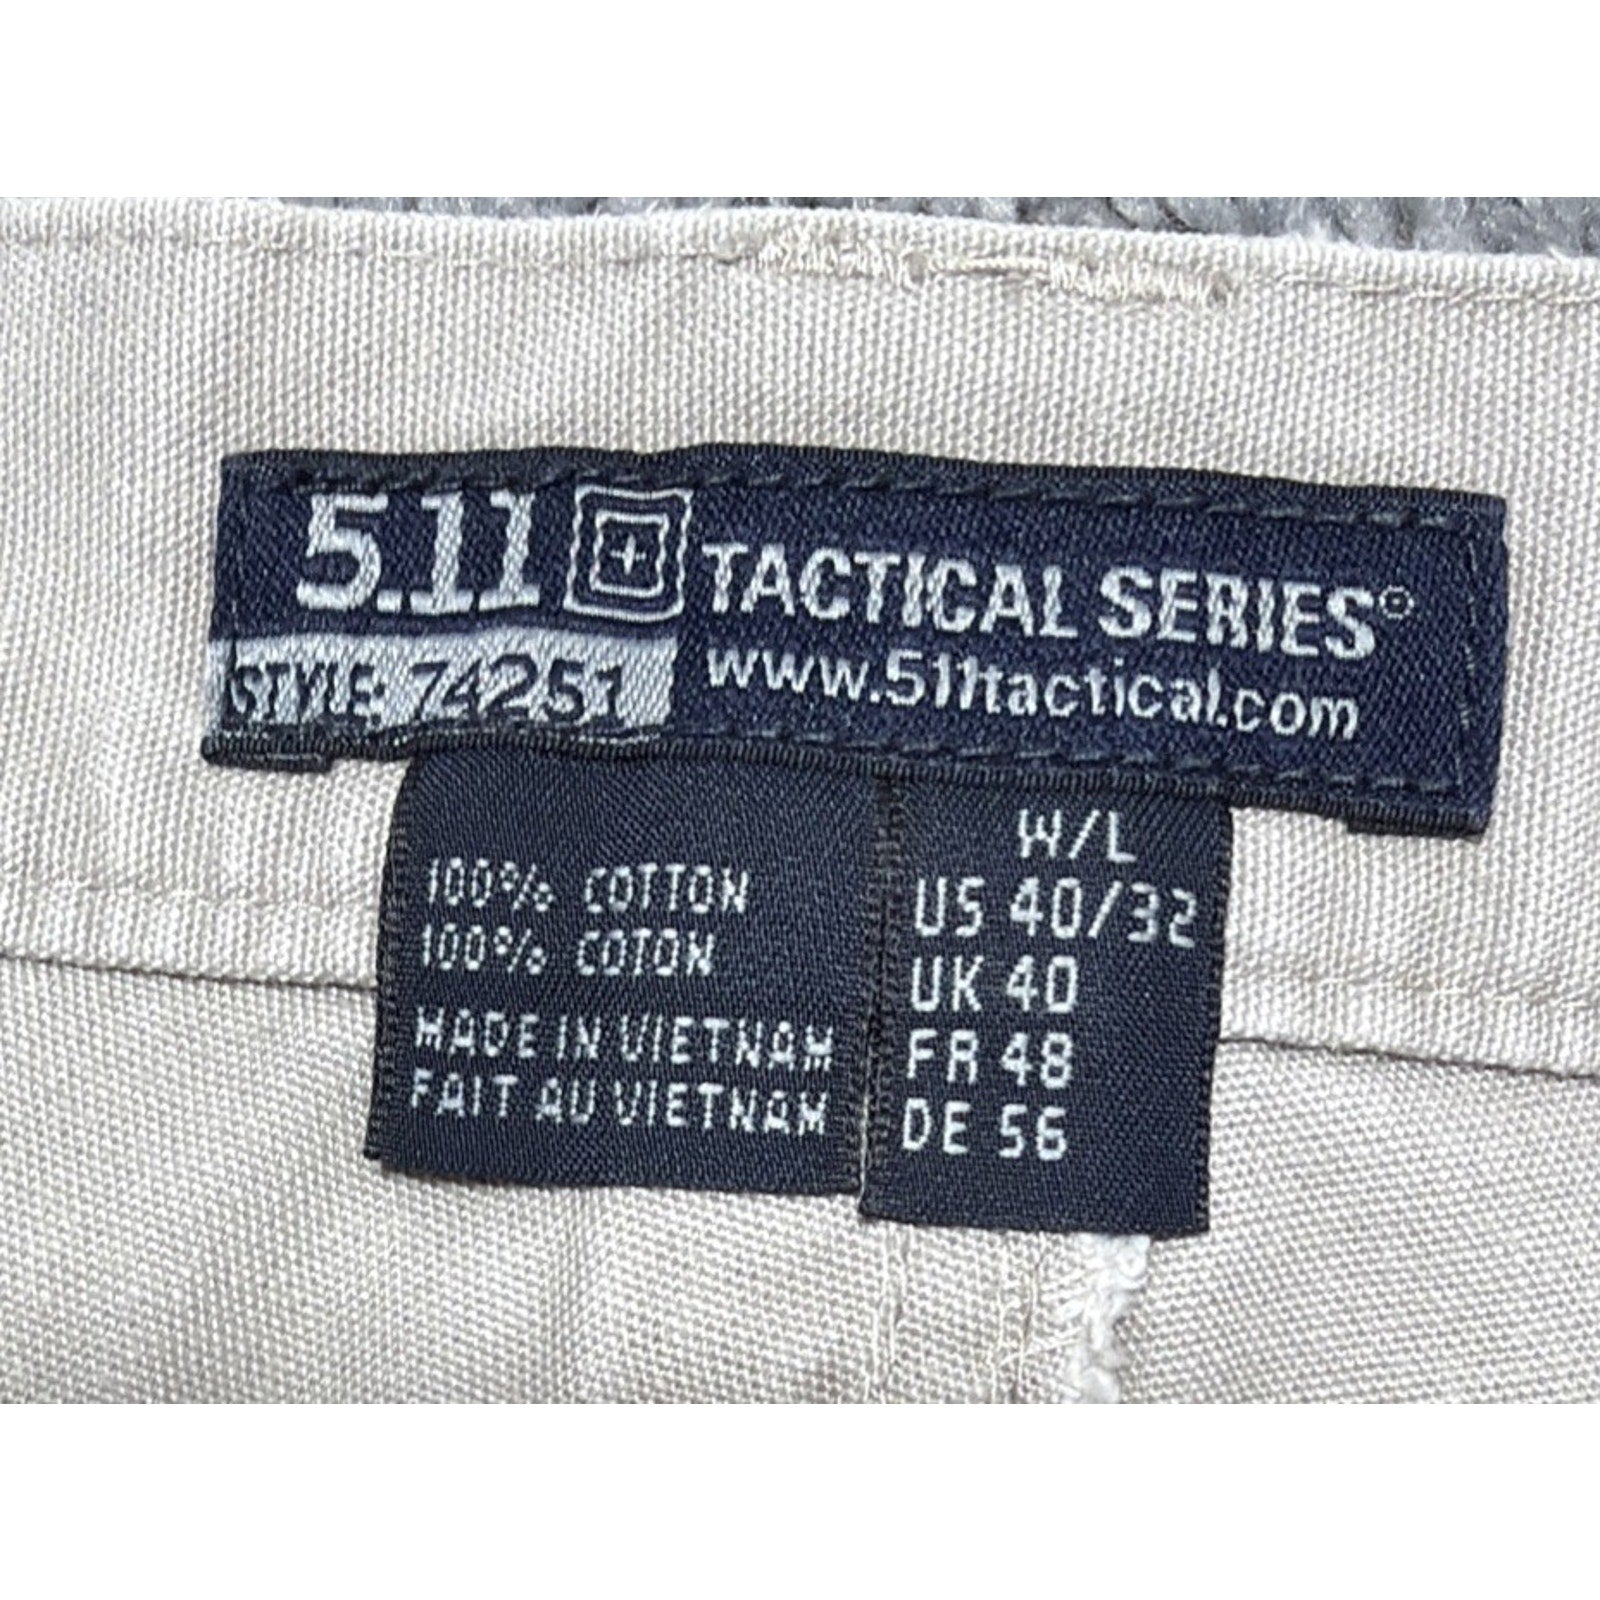 5.11 TACTICAL SERIES®
www.511tactical.com
STYLE: 74251
100% COTTON
100% COTON
MADE IN VIETNAM
FAIT AU VIETNAM
W/L
US 40/32
UK 40
FR 48
DE 56